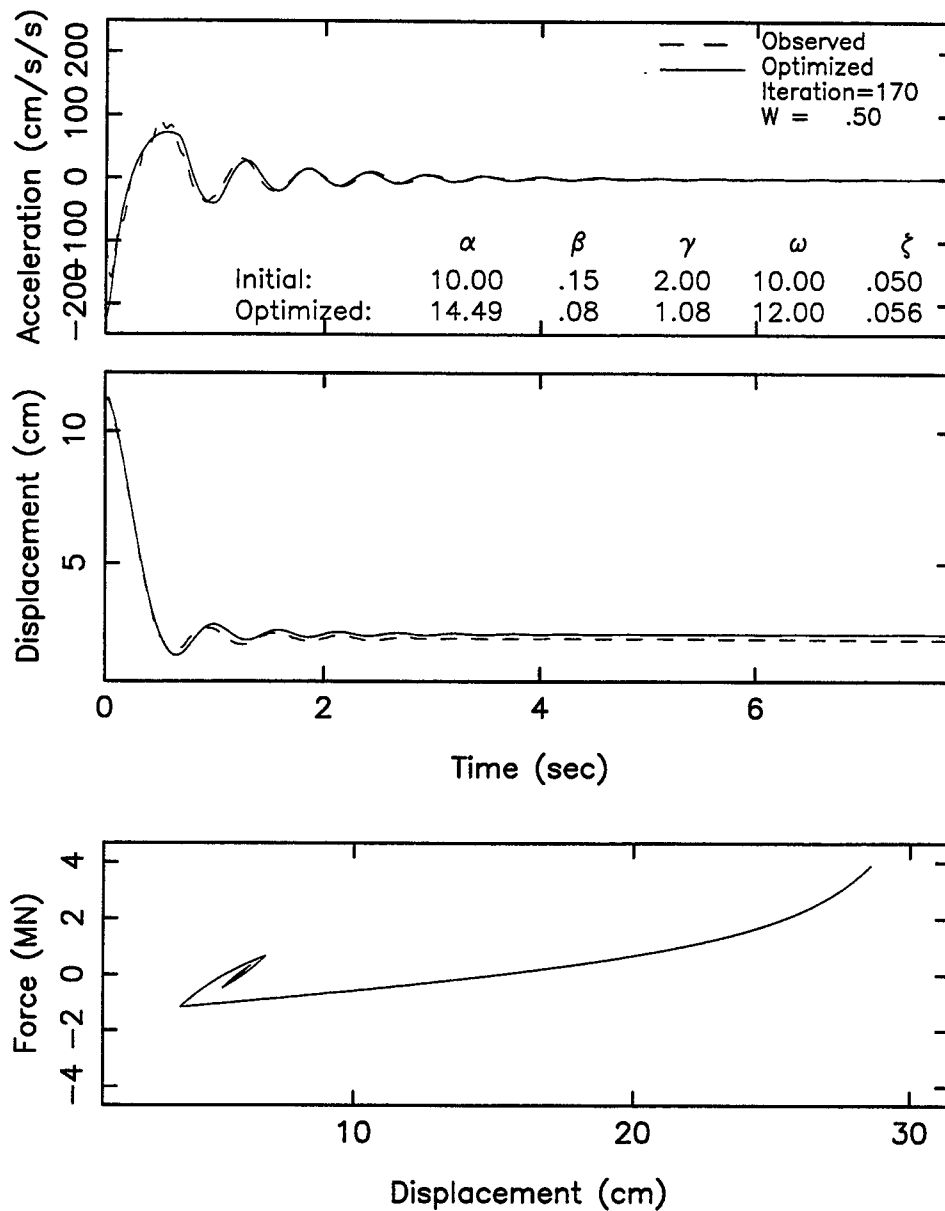 Acceleration (cm/s/s)
200
100
0
-100
-200
Observed
Optimized
Iteration=170
W = .50
α β γ ω ζ
Initial: 10.00 .15 2.00 10.00 .050
Optimized: 14.49 .08 1.08 12.00 .056
Displacement (cm)
10
5
0 2 4 6
Time (sec)
Force (MN)
4
2
0
-2
-4
10 20 30
Displacement (cm)